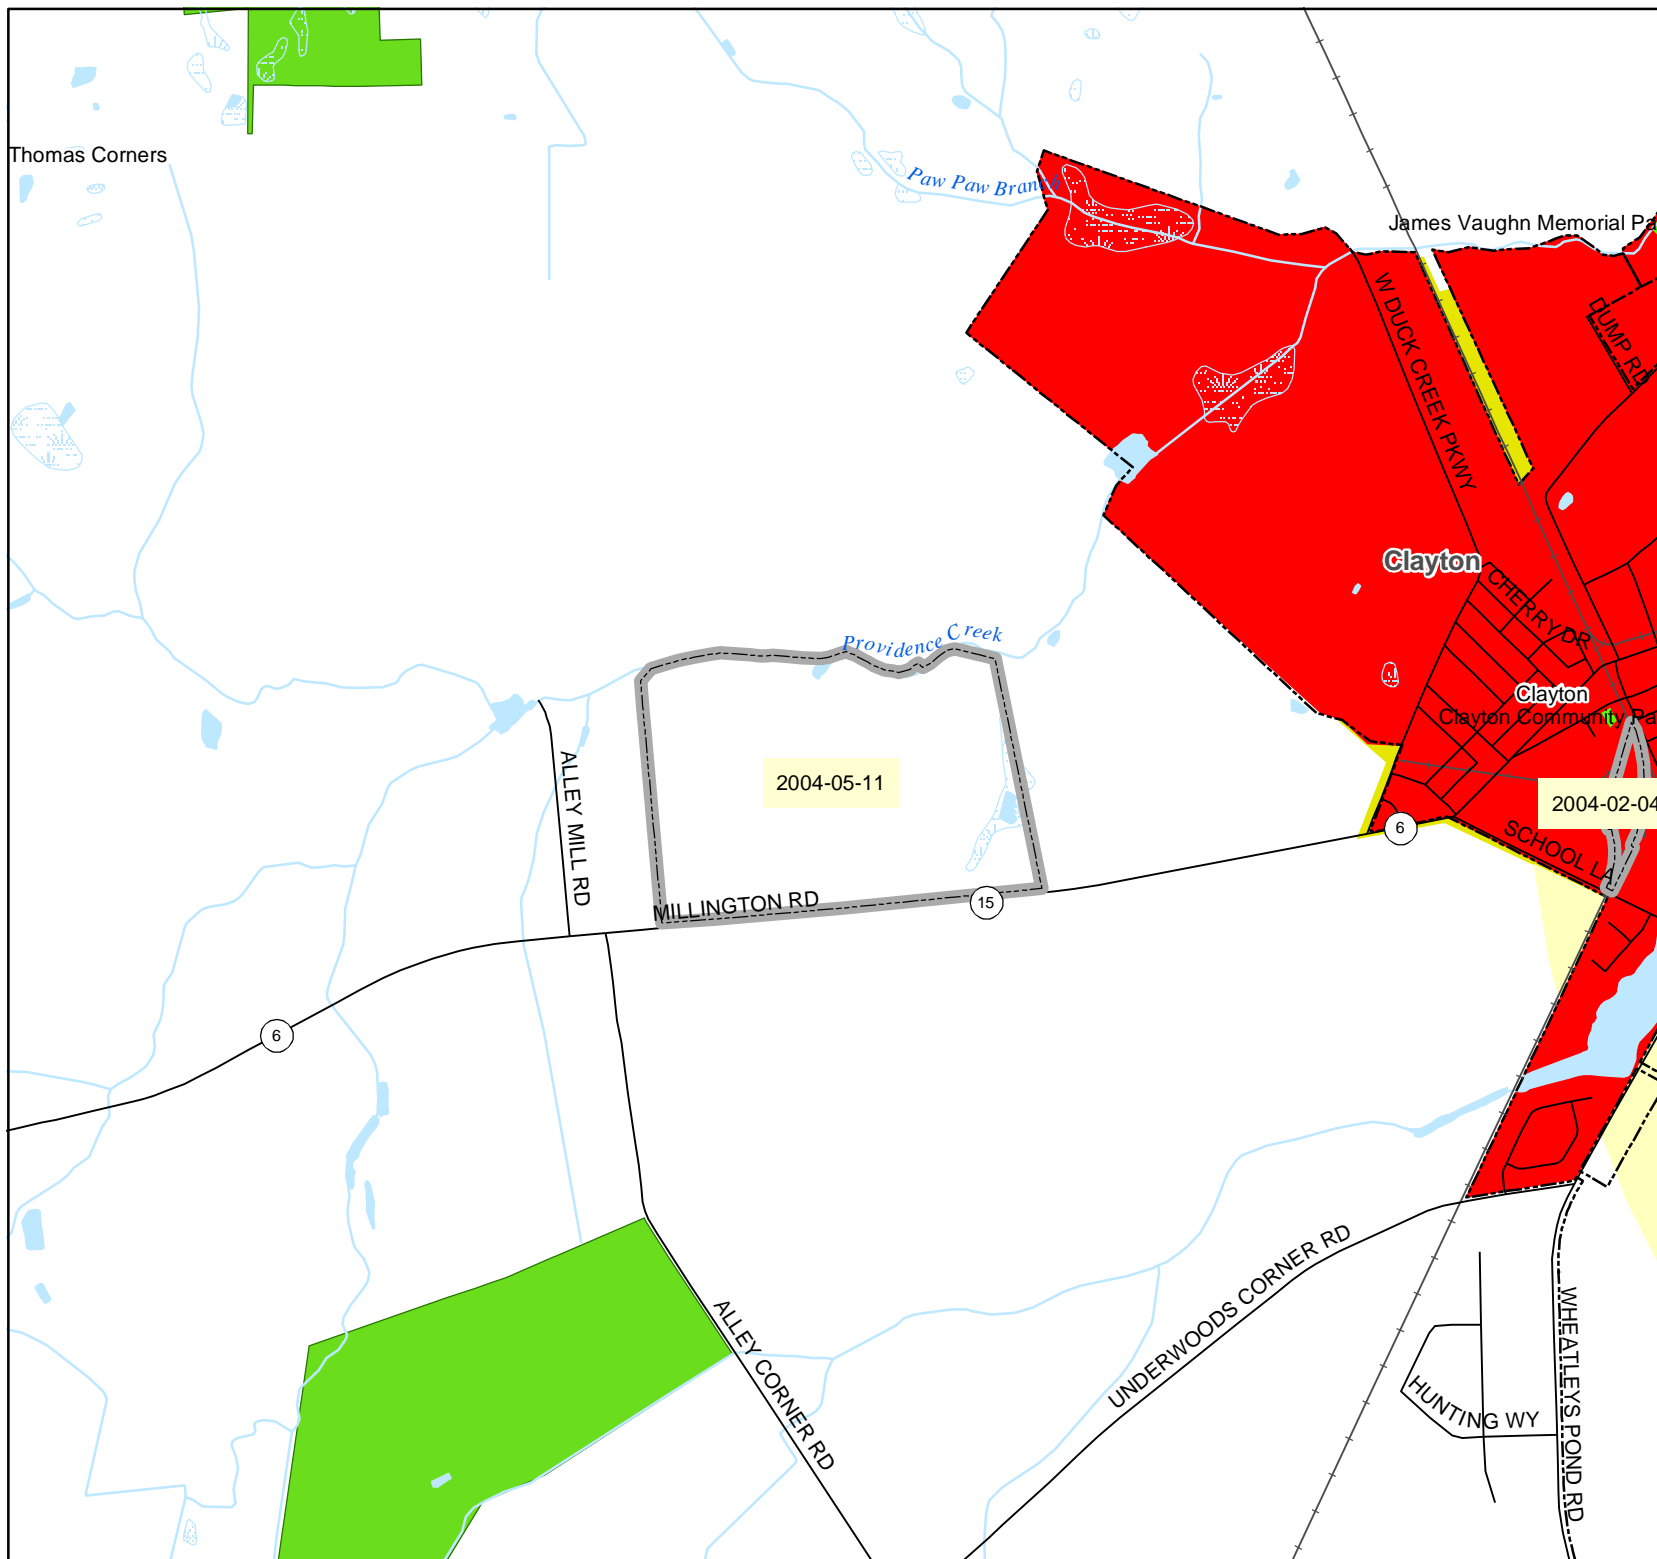 Thomas Corners
Paw Paw Branch
James Vaughn Memorial Pa
W DUCK CREEK PKWY
DUMP RD
Clayton
CHERRY DR
Providence Creek
Clayton
Clayton Community Pa
ALLEY MILL RD
2004-05-11
2004-02-04
6
SCHOOL LA
MILLINGTON RD
15
6
UNDERWOODS CORNER RD
ALLEY CORNER RD
HUNTING WY
WHEATLEYS POND RD